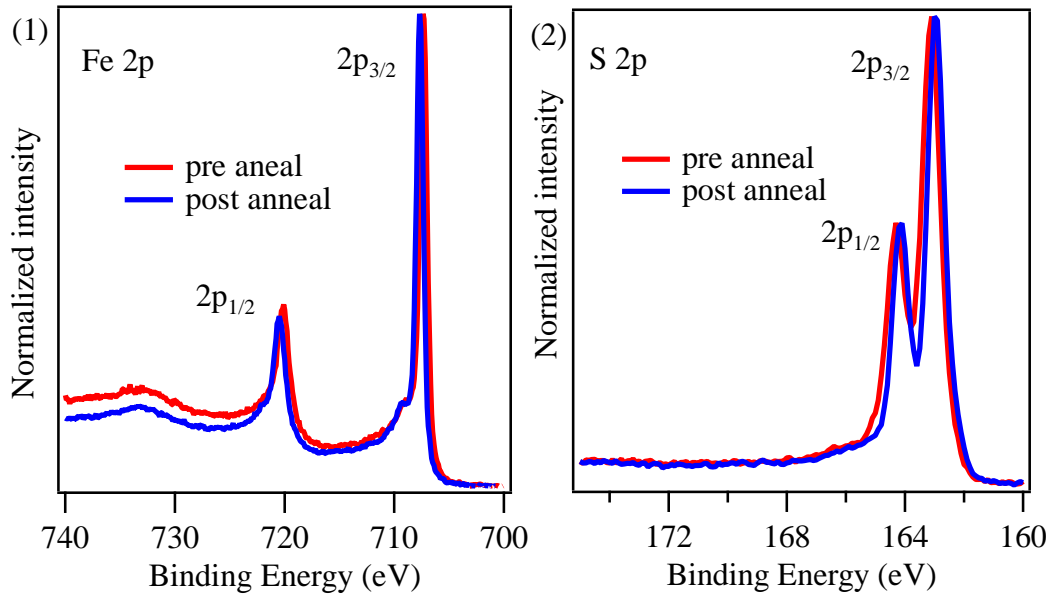 (1)
Fe 2p
2p3/2
pre aneal
post anneal
2p1/2
Normalized intensity
740 730 720 710 700
Binding Energy (eV)
(2)
S 2p
2p3/2
pre anneal
post anneal
2p1/2
Normalized intensity
172 168 164 160
Binding Energy (eV)